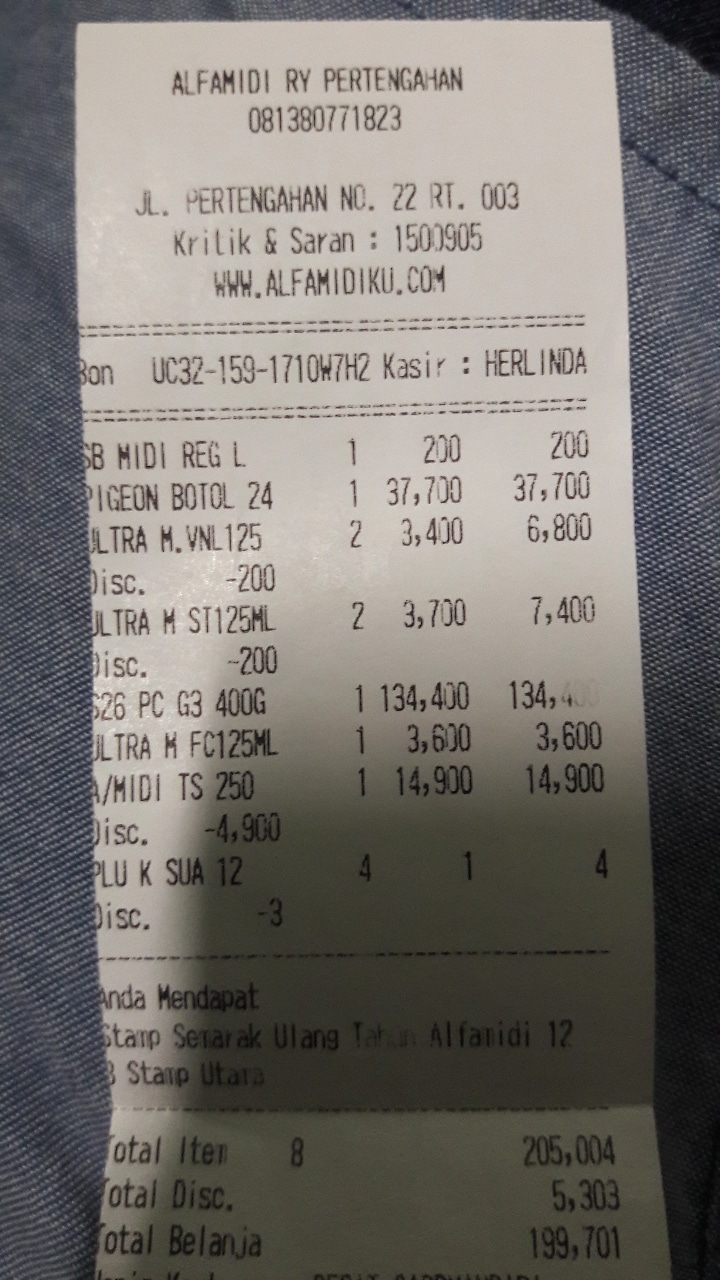 ALFAMIDI RY PERTENGAHAN
081380771823
JL. PERTENGAHAN NO. 22 RT. 003
Kritik & Saran : 1500905
WWW.ALFAMIDIKU.COM
Bon UC32-159-1710W7H2 Kasir : HERLINDA
SB MIDI REG L 1 200 200
PIGEON BOTOL 24 1 37,700 37,700
ULTRA M.VNL125 2 3,400 6,800
Disc. -200
ULTRA M ST125ML 2 3,700 7,400
Disc. -200
S26 PC G3 400G 1 134,400 134,400
ULTRA M FC125ML 1 3,600 3,600
A/MIDI TS 250 1 14,900 14,900
Disc. -4,900
PLU K SUA 12 4 1 4
Disc. -3
Anda Mendapat
Stamp Semarak Ulang Tahun Alfamidi 12
3 Stamp Utara
Total Item 8 205,004
Total Disc. 5,303
Total Belanja 199,701